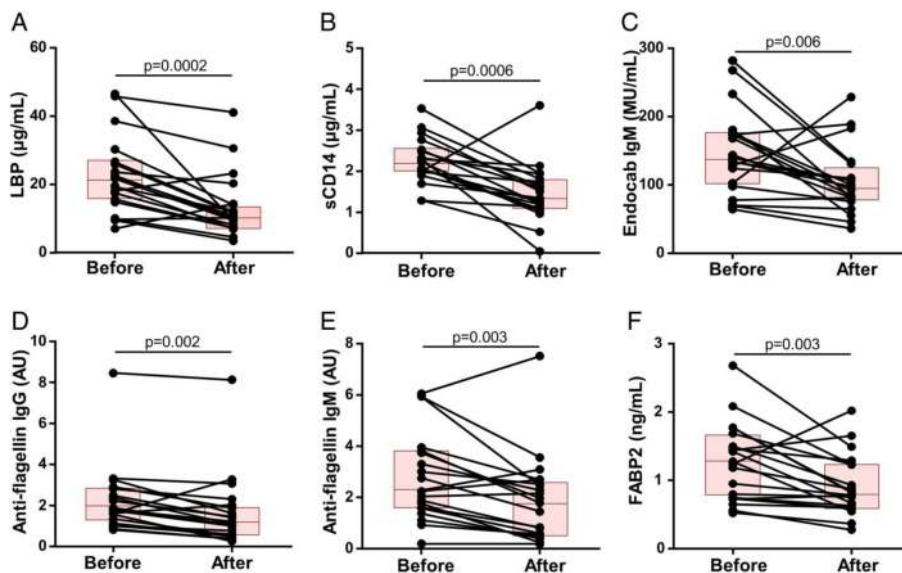 A
LBP (µg/mL)
60
40
20
0
p=0.0002
Before After
B
sCD14 (µg/mL)
5
4
3
2
1
0
p=0.0006
Before After
C
Endocab IgM (MU/mL)
300
200
100
0
p=0.006
Before After
D
Anti-flagellin IgG (AU)
10
8
6
4
2
0
p=0.002
Before After
E
Anti-flagellin IgM (AU)
8
6
4
2
0
p=0.003
Before After
F
FABP2 (ng/mL)
3
2
1
0
p=0.003
Before After